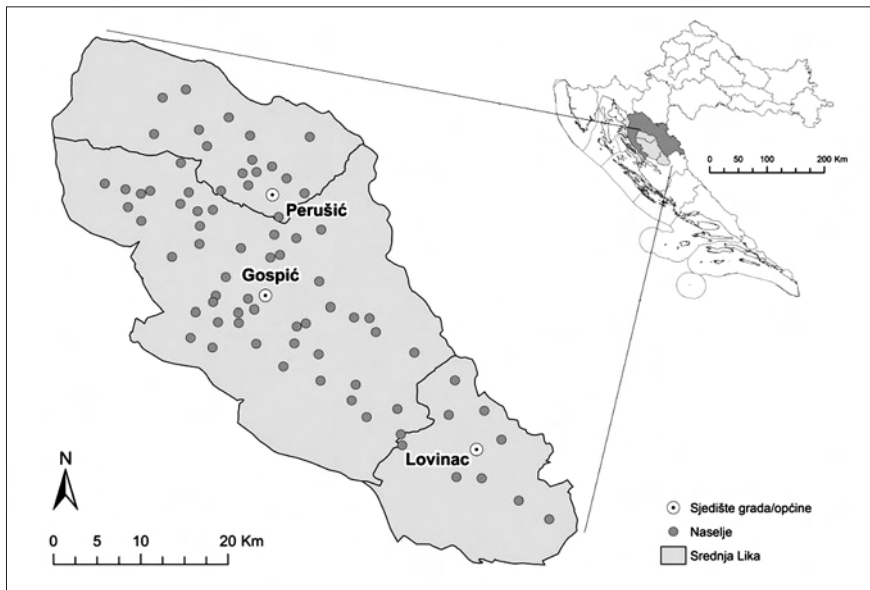 0 50 100 200 Km
Perušić
Gospić
Lovinac
N
0 5 10 20 Km
Sjedište grada/općine
Naselje
Srednja Lika